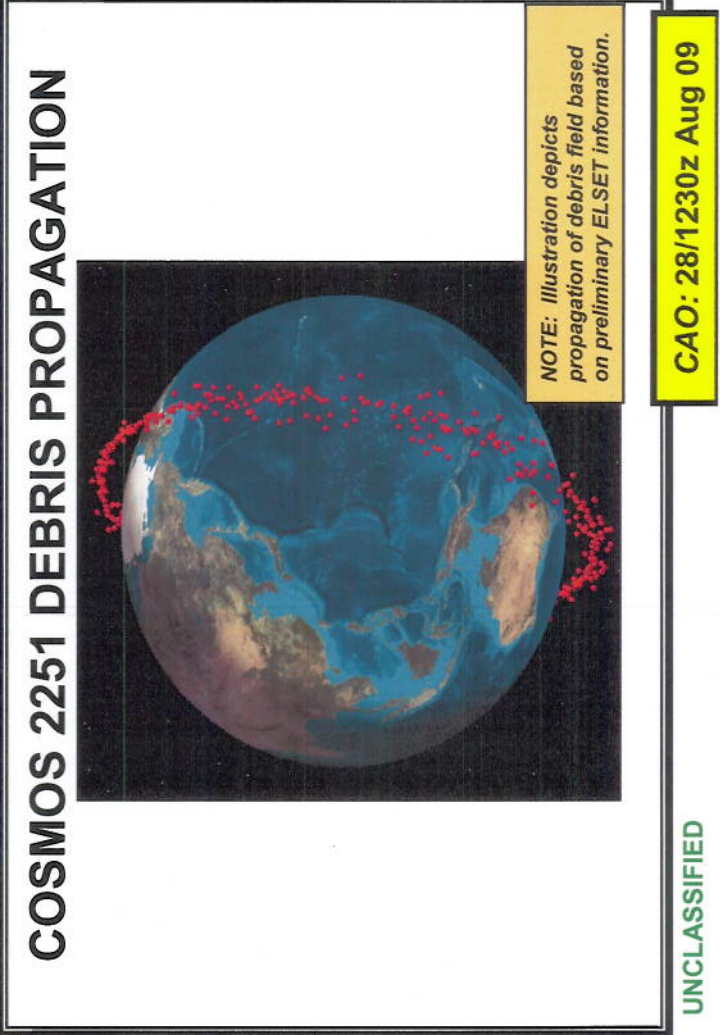 COSMOS 2251 DEBRIS PROPAGATION
NOTE: Illustration depicts
propagation of debris field based
on preliminary ELSET information.
CAO: 28/1230z Aug 09
UNCLASSIFIED